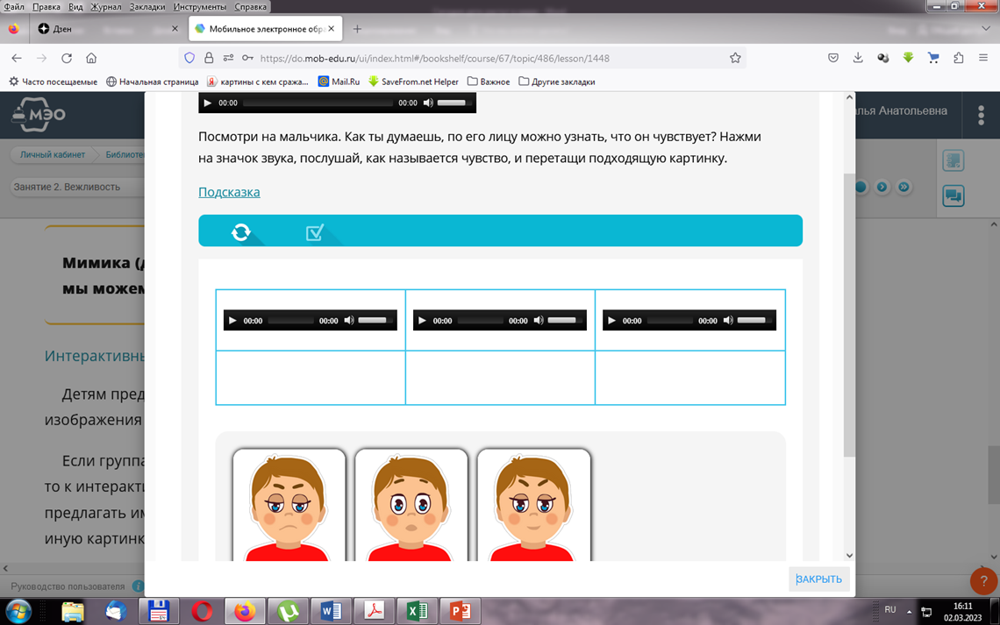 Файл Правка Вид Журнал Закладки Инструменты Справка
Дзен
Мобильное электронное обра
https://do.mob-edu.ru/ui/index.html#/bookshelf/course/67/topic/486/lesson/1448
Часто посещаемые Начальная страница картины с кем сража... Mail.Ru SaveFrom.net Helper Важное Другие закладки
МЭО
алья Анатольевна
00:00 00:00
Посмотри на мальчика. Как ты думаешь, по его лицу можно узнать, что он чувствует? Нажми
на значок звука, послушай, как называется чувство, и перетащи подходящую картинку.
Личный кабинет Библиоте
Занятие 2. Вежливость
Подсказка
Мимика (
мы можем
00:00 00:00 00:00 00:00 00:00 00:00
Интерактивны
Детям пред
изображения
Если группа
то к интеракти
предлагать им
иную картинк
ЗАКРЫТЬ
Руководство пользователя
RU
16:11
02.03.2023